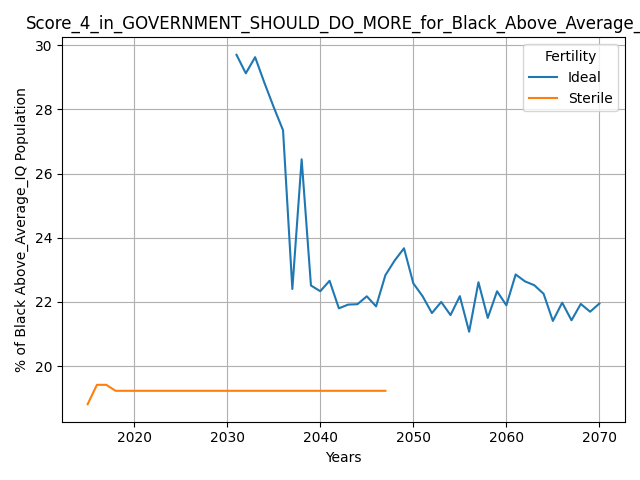 Score_4_in_GOVERNMENT_SHOULD_DO_MORE_for_Black_Above_Average_
30
28
26
24
22
20
% of Black Above_Average_IQ Population
Fertility
Ideal
Sterile
2020 2030 2040 2050 2060 2070
Years